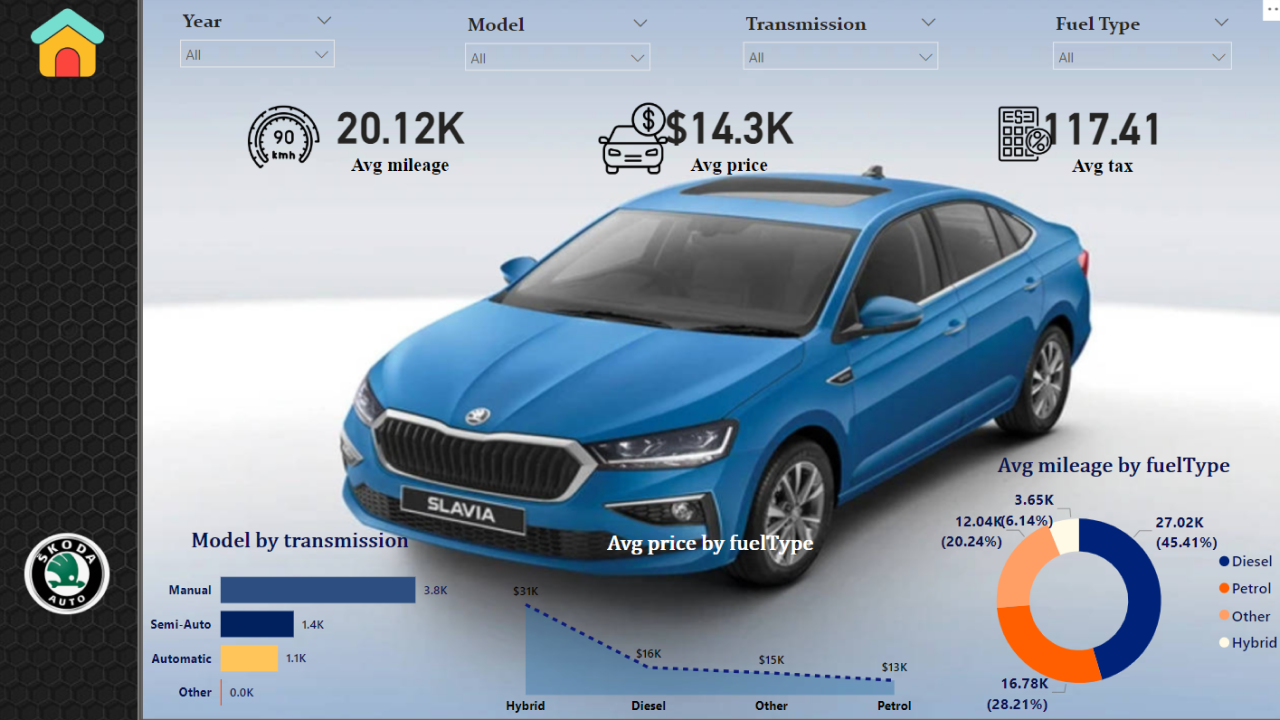 Year
Model
Transmission
Fuel Type
All
All
All
All
90
kmh
20.12K
Avg mileage
$
$14.3K
Avg price
%
117.41
Avg tax
SLAVIA
SKODA
AUTO
Model by transmission
Manual
3.8K
Semi-Auto
1.4K
Automatic
1.1K
Other
0.0K
Avg price by fuelType
$31K
$16K
$15K
$13K
Hybrid
Diesel
Other
Petrol
Avg mileage by fuelType
3.65K
(6.14%)
12.04K
(20.24%)
27.02K
(45.41%)
16.78K
(28.21%)
Diesel
Petrol
Other
Hybrid